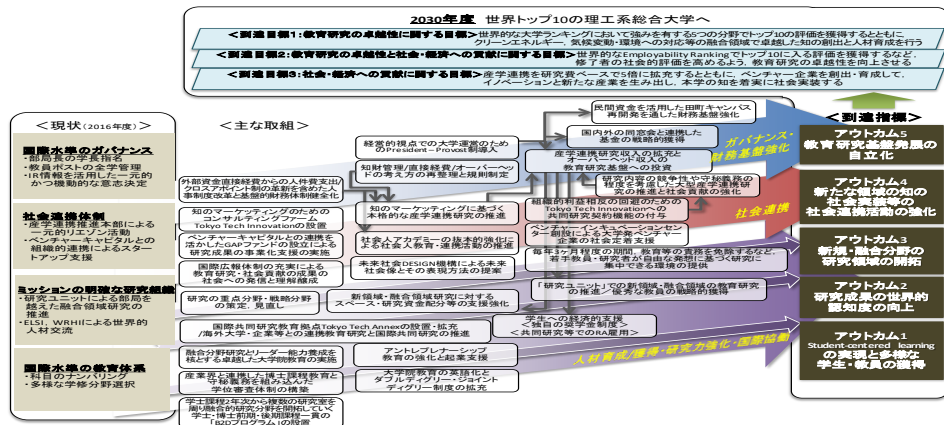 2030年度 世界トップ10の理工系総合大学へ
＜到達目標1：教育研究の卓越性に関する目標＞世界的な大学ランキングにおいて強みを有する5つの分野でトップ10の評価を獲得するとともに
クリーンエネルギー，気候変動・環境への対応等の融合領域で卓越した知の創出と人材育成を行う
＜到達目標2：教育研究の卓越性と社会・経済への貢献に関する目標＞世界的なEmployability Rankingでトップ10に入る評価を獲得するなど，
修了者の社会的評価を高めるよう，教育研究の卓越性を向上させる
＜到達目標3：社会・経済への貢献に関する目標＞産学連携を研究費ベースで5倍に拡充するとともに，ベンチャー企業を創出・育成して，
イノベーションと新たな産業を生み出し，本学の知を着実に社会実装する
＜現状（2016年度）＞
国際水準のガバナンス
・部局長の学長指名
・教員ポストの全学管理
・IR情報を活用した一元的
かつ機動的な意志決定
社会連携体制
・産学連携推進本部による
一元的リエゾン活動
・ベンチャーキャピタルとの
組織的連携によるスター
トアップ支援
ミッションの明確な研究組織
・研究ユニットによる部局を
越えた融合領域研究の
推進
・ELSI，WRHIによる世界的
人材交流
国際水準の教育体系
・科目のナンバリング
・多様な学修分野選択
＜主な取組＞
民間資金を活用した田町キャンパス
再開発を通した財務基盤強化
経営的視点での大学運営のため
のPresident－Provost制導入
国内外の同窓会と連携した
基金の戦略的獲得
知財管理/直接経費/オーバーヘッ
ドの考え方の再整理と規則制定
産学連携研究収入の拡充と
オーバーヘッド収入の
教育研究基盤への投資
外部資金直接経費からの人件費支出/
クロスアポイント制の革新を含めた人
事制度改革と基盤的財務体制健全化
ガバナンス・
財務基盤強化
研究内容の競争性や守秘義務の
程度を考慮した大型産学連携研
究の推進と社会貢献の強化
知のマーケティングのための
コンサルティングファーム
Tokyo Tech Innovationの設置
知のマーケティングに基づく
本格的な産学連携研究の推進
組織的利益相反の回避のための
Tokyo Tech Innovationへの
共同研究契約機能の付与
社会連携
ベンチャーキャピタルとの連携を
活かしたGAPファンドの設立による
研究成果の事業化支援の実施
社会人アカデミーの抜本的強化に
よる社会人教育・連携活動の推進
ベンチャーインキュベーションセン
ター創設による大学発ベンチャー
企業の社会定着支援
国際広報体制の充実による
教育研究・社会貢献の成果の
社会への発信と理解醸成
未来社会DESIGN機構による未来
社会像とその表現方法の提案
毎年3ヶ月程度の期間，教育等の支務を免除するなど，
若手教員・研究者が自由な発想に基づく研究に
集中できる環境の提供
研究の重点分野・戦略分野
の策定，見直し
新領域・融合領域研究に対する
スペース・研究資金配分等の支援強化
「研究ユニット」での新領域・融合領域の教育研究
の推進／優秀な教員の戦略的獲得
国際共同研究教育拠点Tokyo Tech Annexの設置・拡充
/海外大学・企業等との連携教育研究と国際共同研究の推進
学生への経済的支援
＜独自の奨学金制度＞
＜共同研究等でのRA雇用＞
融合分野研究とリーダー能力養成を
核とする卓越した大学院教育の実施
アントレプレナーシップ
教育の強化と起業支援
人材育成/獲得・研究力強化・国際協働
産業界と連携した博士課程教育と
守秘義務を組み込んだ
学位審査体制の構築
大学院教育の英語化と
ダブルディグリー・ジョイント
ディグリー制度の拡充
学士課程2年次から複数の研究室を
周り融合的研究分野を開拓していく
学士・博士前期・後期課程一貫の
「B2Dプログラム」の設置
＜到達指標＞
アウトカム5
教育研究基盤発展の
自立化
アウトカム4
新たな領域の知の
社会実装等の
社会連携活動の強化
アウトカム3
新規・融合分野の
研究領域の開拓
アウトカム2
研究成果の世界的
認知度の向上
アウトカム1
Student-centered learning
の実現と多様な
学生・教員の獲得